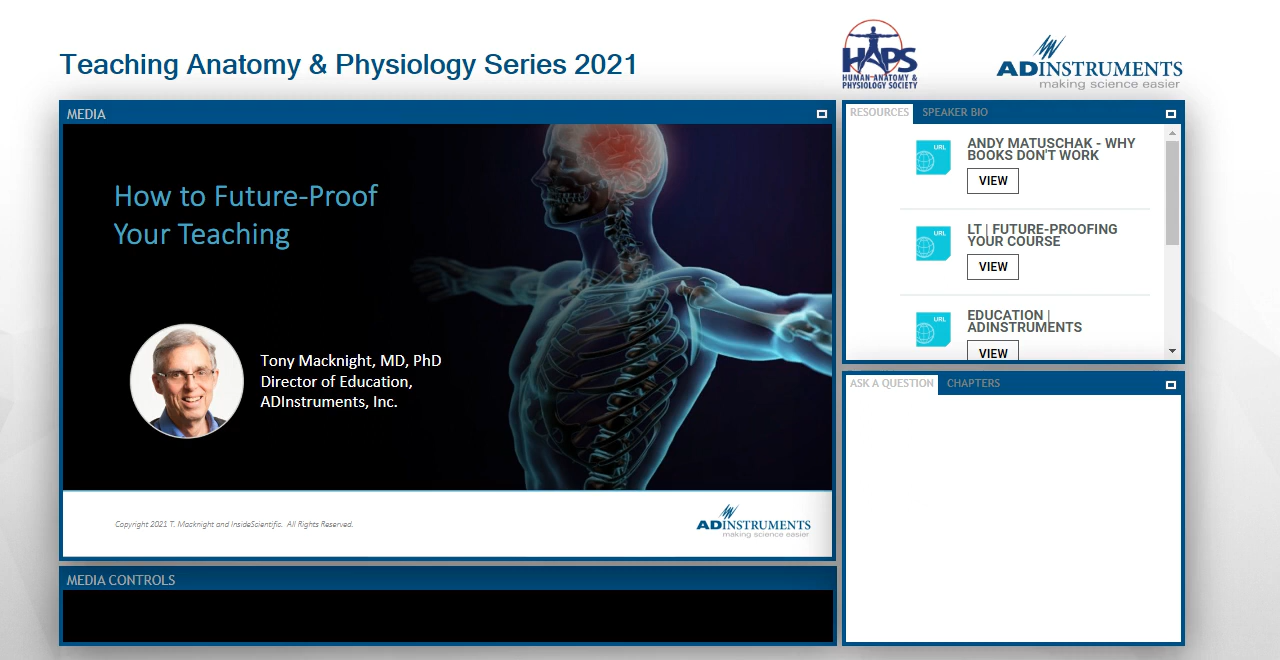 Teaching Anatomy & Physiology Series 2021
HAPS
HUMAN ANATOMY &
PHYSIOLOGY SOCIETY
ADINSTRUMENTS
making science easier
MEDIA
How to Future-Proof
Your Teaching
Tony Macknight, MD, PhD
Director of Education,
ADInstruments, Inc.
Copyright 2021 T. Macknight and InsideScientific. All Rights Reserved.
ADINSTRUMENTS
making science easier
MEDIA CONTROLS
RESOURCES SPEAKER BIO
URL
ANDY MATUSCHAK - WHY
BOOKS DON'T WORK
VIEW
URL
LT | FUTURE-PROOFING
YOUR COURSE
VIEW
URL
EDUCATION |
ADINSTRUMENTS
VIEW
ASK A QUESTION CHAPTERS